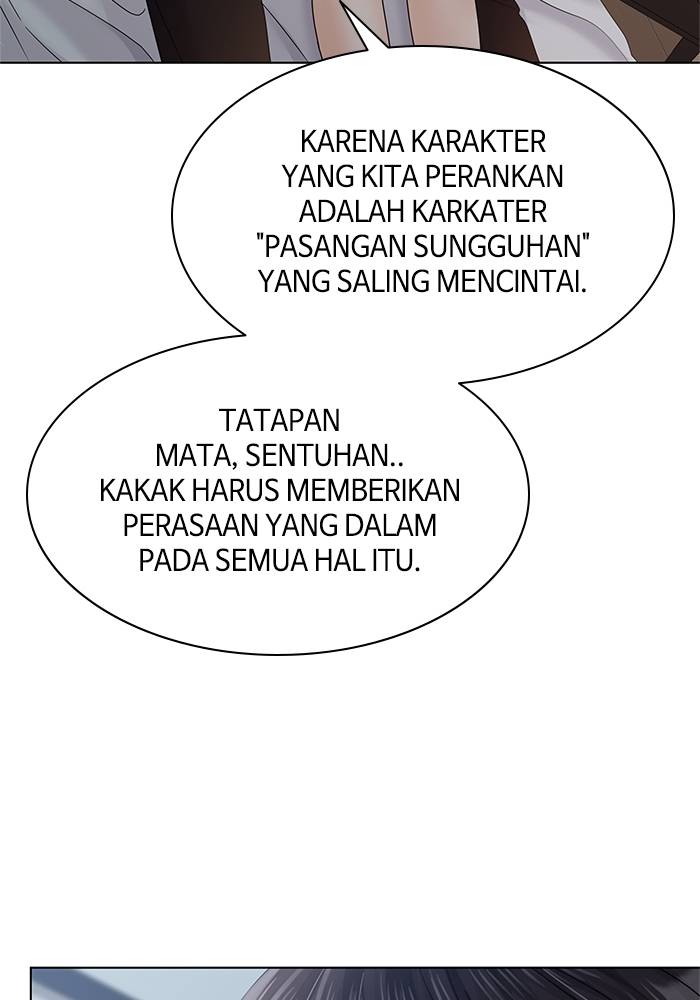 KARENA KARAKTER
YANG KITA PERANKAN
ADALAH KARKATER
"PASANGAN SUNGGUHAN"
YANG SALING MENCINTAI.
TATAPAN
MATA, SENTUHAN..
KAKAK HARUS MEMBERIKAN
PERASAAN YANG DALAM
PADA SEMUA HAL ITU.